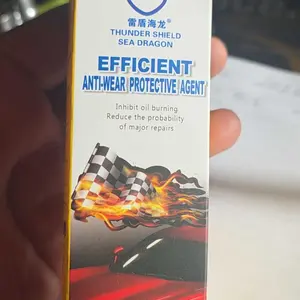 雷盾海龙®
THUNDER SHIELD
SEA DRAGON
EFFICIENT
ANTI-WEAR PROTECTIVE AGENT
Inhibit oil burning
Reduce the probability
of major repairs